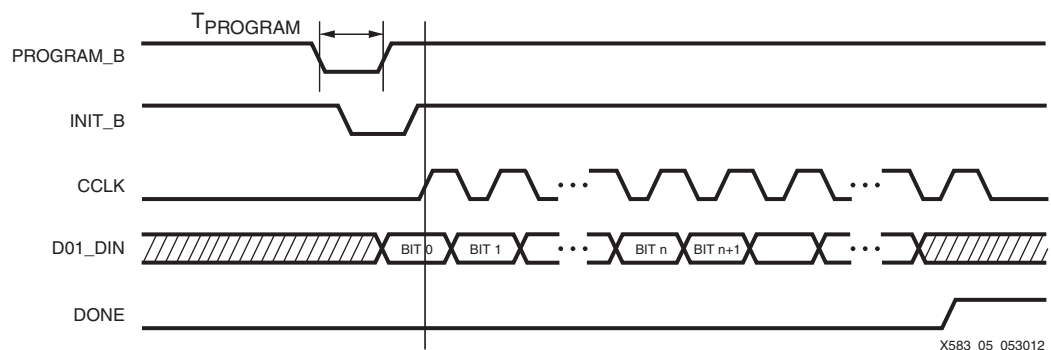 TPROGRAM
PROGRAM_B
INIT_B
CCLK
D01_DIN
BIT 0
BIT 1
BIT n
BIT n+1
DONE
X583_05_053012